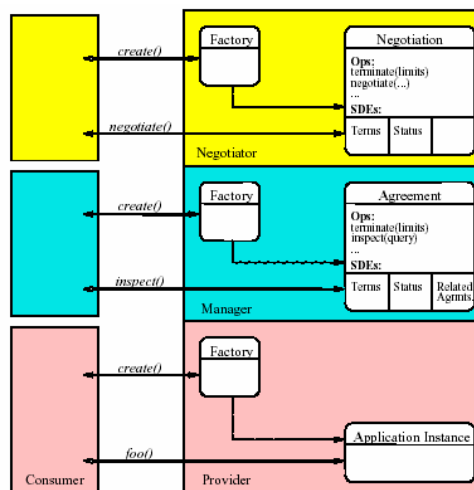 create()
Factory
Negotiation
Ops:
terminate(limits)
negotiate(...)
...
SDEs:
negotiate()
Terms
Status
Negotiator
create()
Factory
Agreement
Ops:
terminate(limits)
inspect(query)
...
SDEs:
inspect()
Terms
Status
Related
Agrmts.
Manager
create()
Factory
Application Instance
foo()
Consumer
Provider